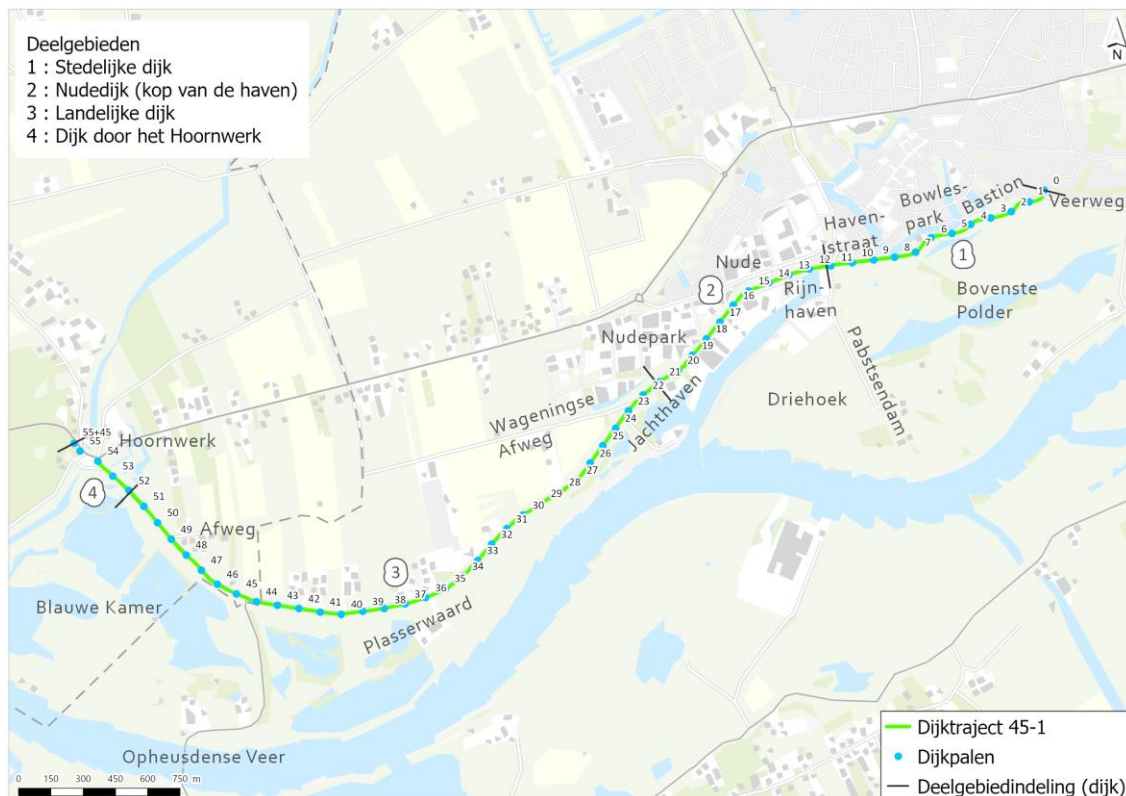 Deelgebieden
1 : Stedelijke dijk
2 : Nudedijk (kop van de haven)
3 : Landelijke dijk
4 : Dijk door het Hoornwerk
N
Bowles-
park
Bastion
Veerweg
Haven-
straat
Nude
Rijn-
haven
Bovenste
Polder
Nudepark
Pabstsendam
Driehoek
Jachthaven
Wageningse
Afweg
Hoornwerk
Afweg
Blauwe Kamer
Plasserwaard
Opheusdense Veer
0
1
2
3
4
5
6
7
8
9
10
11
12
13
14
15
16
17
18
19
20
21
22
23
24
25
26
27
28
29
30
31
32
33
34
35
36
37
38
39
40
41
42
43
44
45
46
47
48
49
50
51
52
53
54
55
55+45
1
2
3
4
0 150 300 450 600 750 m
Dijktraject 45-1
Dijkpalen
Deelgebiedindeling (dijk)